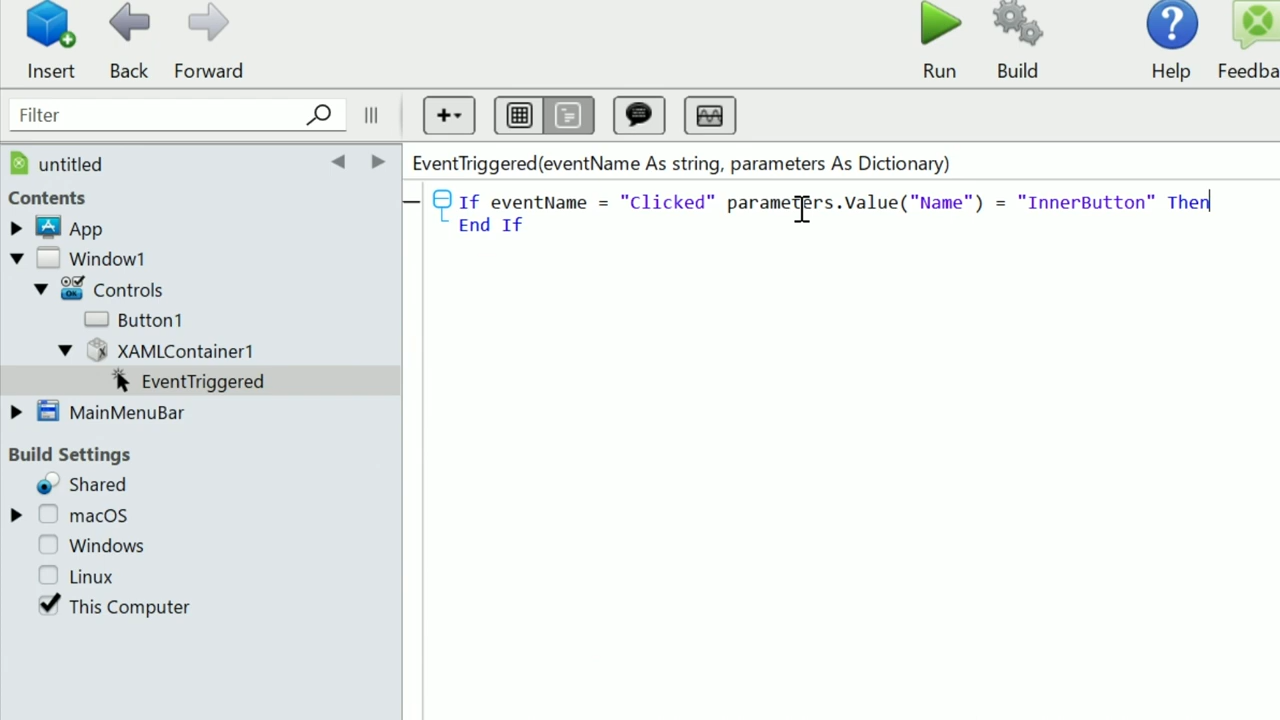 Insert Back Forward Run Build Help Feedba
Filter
untitled
EventTriggered(eventName As string, parameters As Dictionary)
Contents
If eventName = "Clicked" parameters.Value("Name") = "InnerButton" Then
End If
App
Window1
Controls
Button1
XAMLContainer1
EventTriggered
MainMenuBar
Build Settings
Shared
macOS
Windows
Linux
This Computer